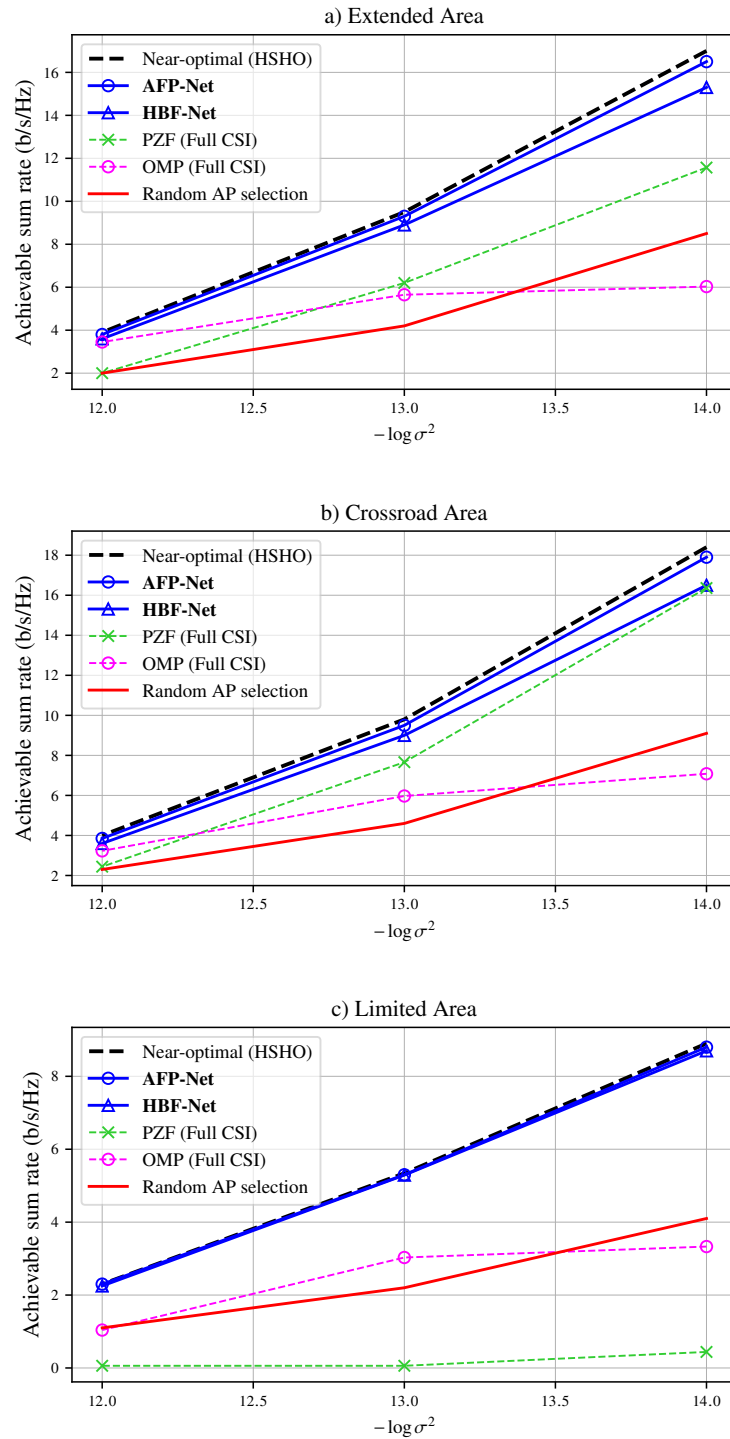 a) Extended Area
Near-optimal (HSHO)
AFP-Net
HBF-Net
PZF (Full CSI)
OMP (Full CSI)
Random AP selection
Achievable sum rate (b/s/Hz)
16
14
12
10
8
6
4
2
12.0 12.5 13.0 13.5 14.0
− log σ²
b) Crossroad Area
Near-optimal (HSHO)
AFP-Net
HBF-Net
PZF (Full CSI)
OMP (Full CSI)
Random AP selection
Achievable sum rate (b/s/Hz)
18
16
14
12
10
8
6
4
2
12.0 12.5 13.0 13.5 14.0
− log σ²
c) Limited Area
Near-optimal (HSHO)
AFP-Net
HBF-Net
PZF (Full CSI)
OMP (Full CSI)
Random AP selection
Achievable sum rate (b/s/Hz)
8
6
4
2
0
12.0 12.5 13.0 13.5 14.0
− log σ²